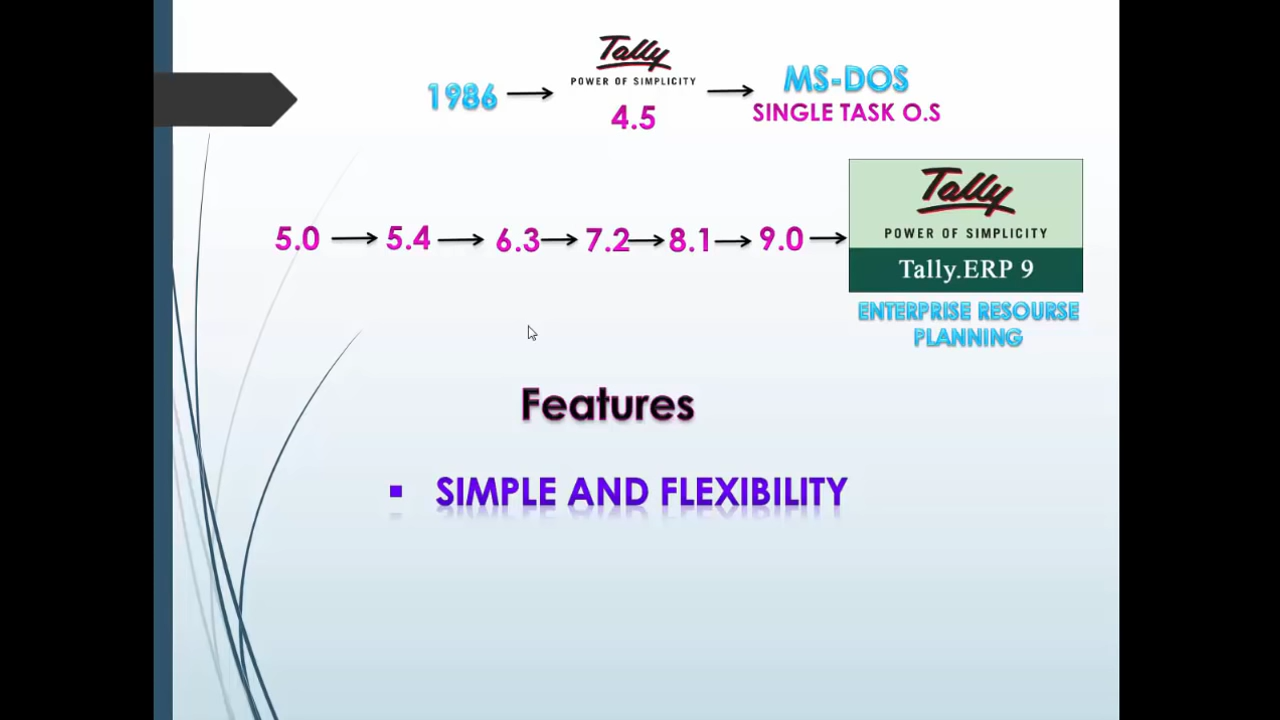 1986 → Tally → MS-DOS
POWER OF SIMPLICITY
4.5
SINGLE TASK O.S
5.0 → 5.4 → 6.3 → 7.2 → 8.1 → 9.0 →
Tally
POWER OF SIMPLICITY
Tally.ERP 9
ENTERPRISE RESOURSE
PLANNING
Features
▪ SIMPLE AND FLEXIBILITY